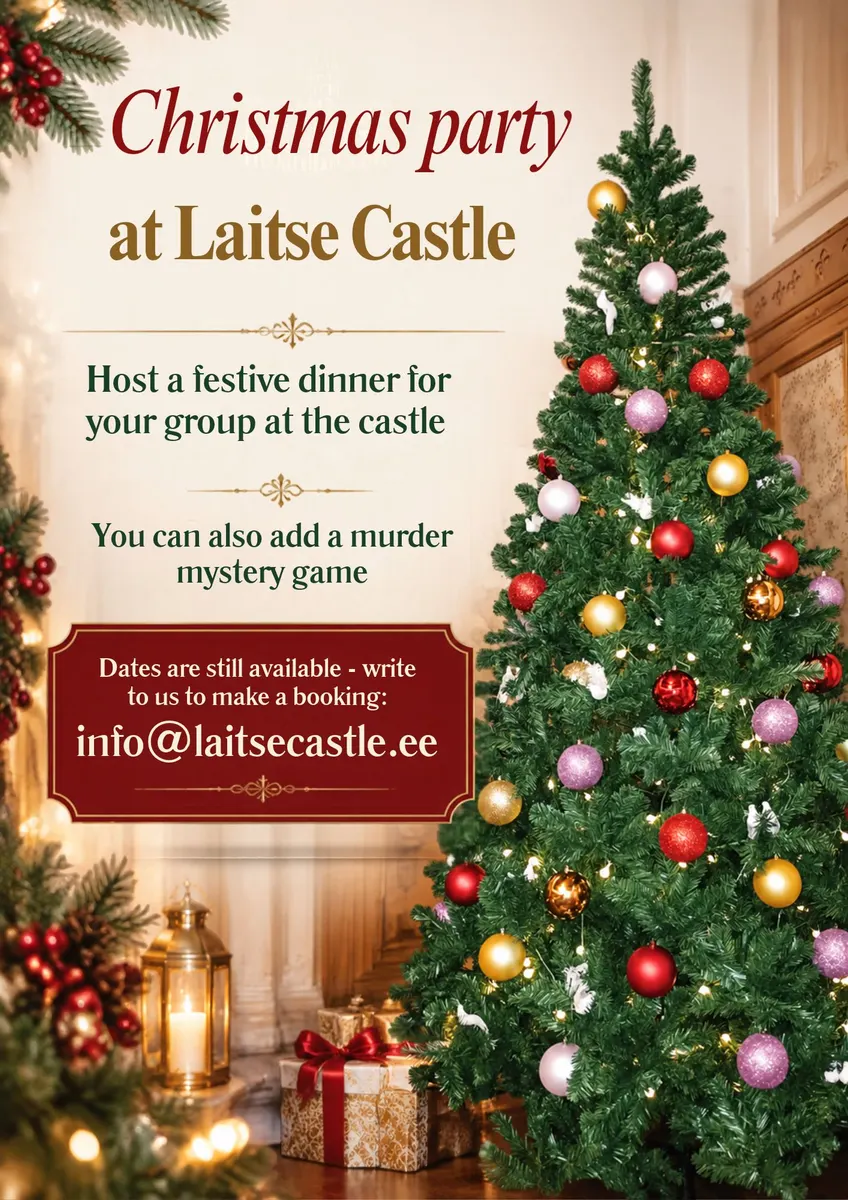 Christmas party
at Laitse Castle
Host a festive dinner for
your group at the castle
You can also add a murder
mystery game
Dates are still available - write
to us to make a booking:
info@laitsecastle.ee